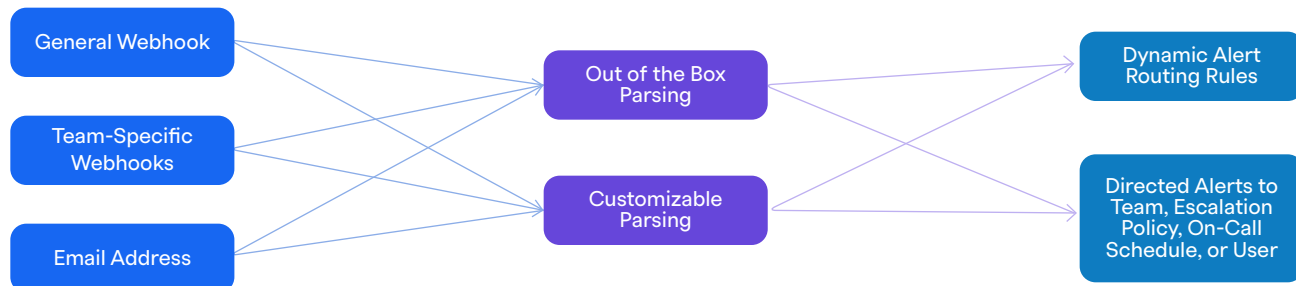 General Webhook
Team-Specific
Webhooks
Email Address
Out of the Box
Parsing
Customizable
Parsing
Dynamic Alert
Routing Rules
Directed Alerts to
Team, Escalation
Policy, On-Call
Schedule, or User